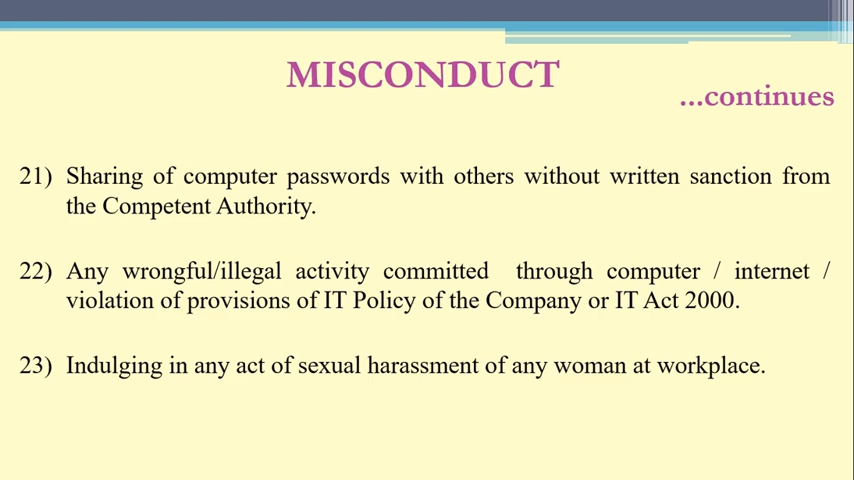 MISCONDUCT
...continues
21) Sharing of computer passwords with others without written sanction from
the Competent Authority.
22) Any wrongful/illegal activity committed through computer / internet /
violation of provisions of IT Policy of the Company or IT Act 2000.
23) Indulging in any act of sexual harassment of any woman at workplace.